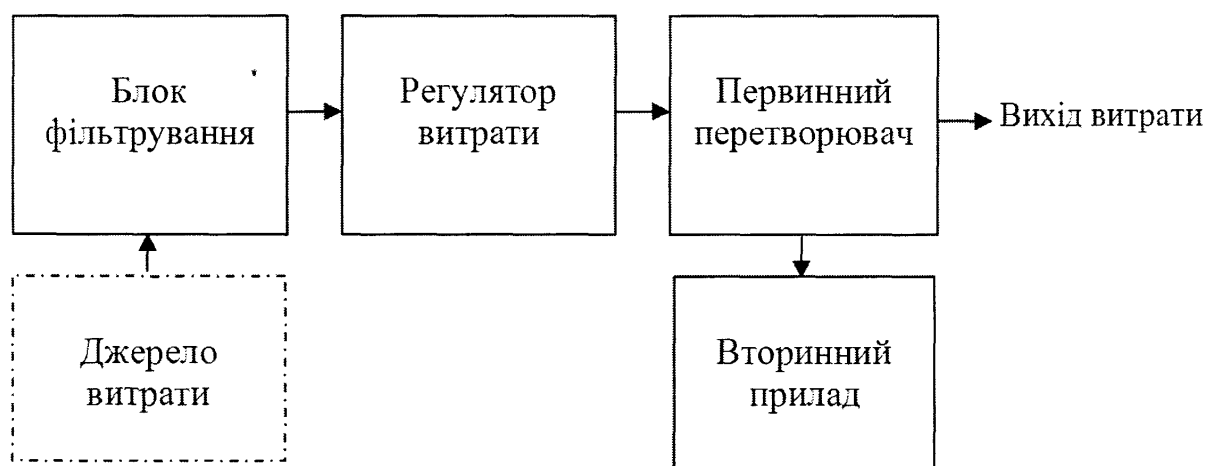 Блок
фільтрування
Регулятор
витрати
Первинний
перетворювач
Вихід витрати
Джерело
витрати
Вторинний
прилад